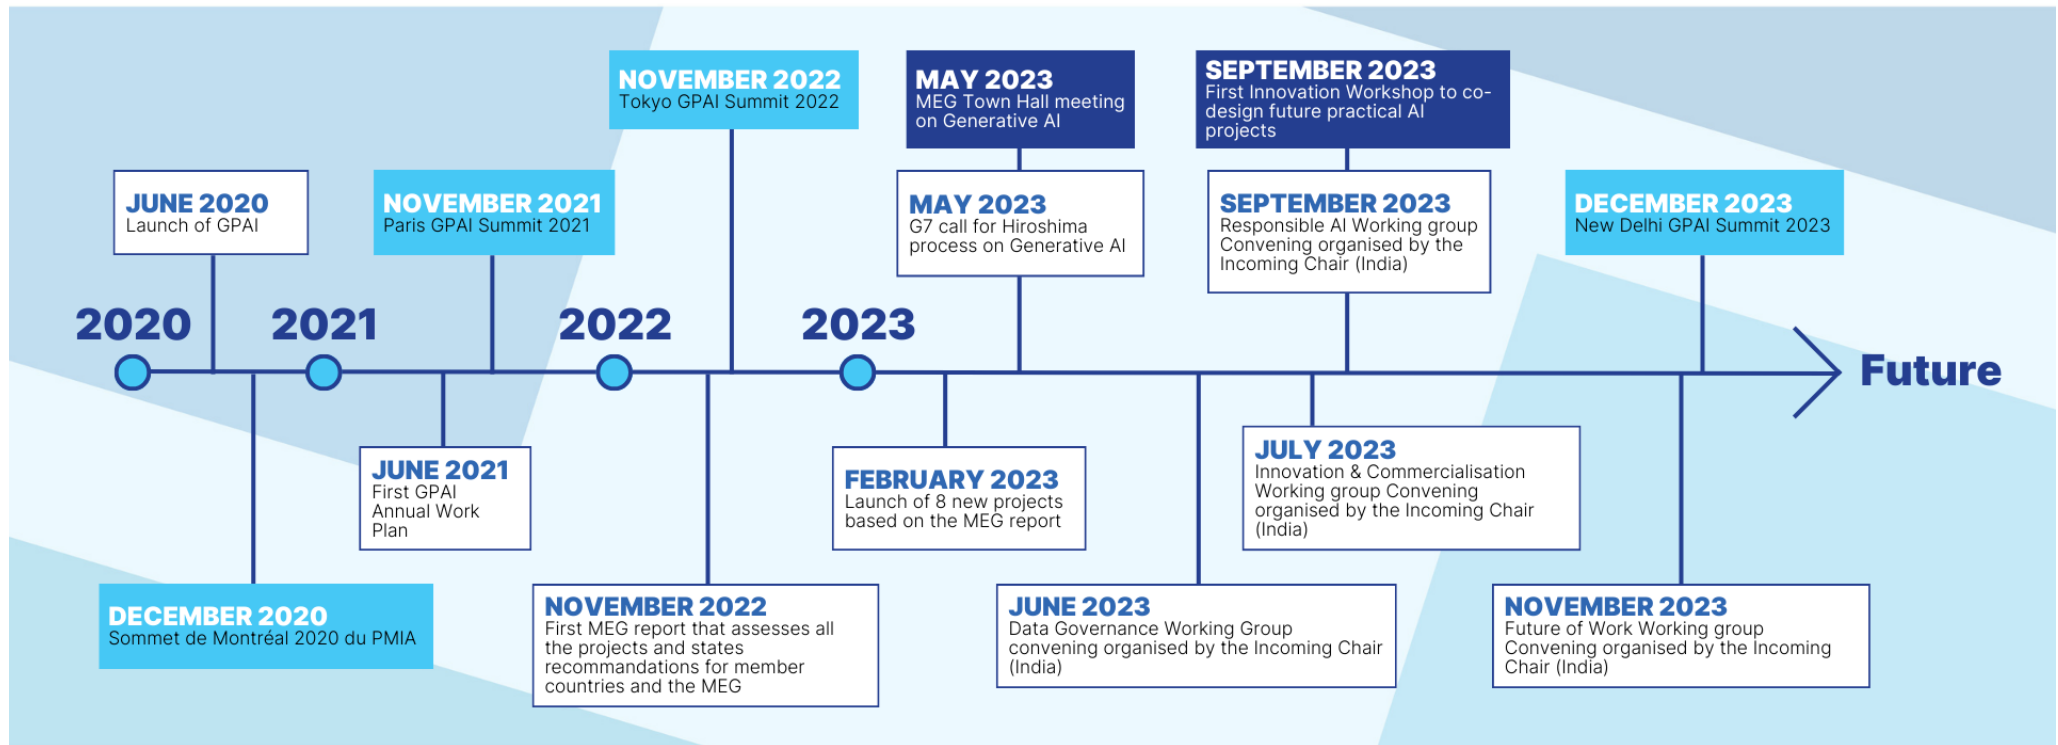 NOVEMBER 2022
Tokyo GPAI Summit 2022
MAY 2023
MEG Town Hall meeting
on Generative AI
SEPTEMBER 2023
First Innovation Workshop to co-
design future practical AI
projects
JUNE 2020
Launch of GPAI
NOVEMBER 2021
Paris GPAI Summit 2021
MAY 2023
G7 call for Hiroshima
process on Generative AI
SEPTEMBER 2023
Responsible AI Working group
Convening organised by the
Incoming Chair (India)
DECEMBER 2023
New Delhi GPAI Summit 2023
2020
2021
2022
2023
Future
JUNE 2021
First GPAI
Annual Work
Plan
FEBRUARY 2023
Launch of 8 new projects
based on the MEG report
JULY 2023
Innovation & Commercialisation
Working group Convening
organised by the Incoming Chair
(India)
DECEMBER 2020
Sommet de Montréal 2020 du PMIA
NOVEMBER 2022
First MEG report that assesses all
the projects and states
recommandations for member
countries and the MEG
JUNE 2023
Data Governance Working Group
convening organised by the Incoming Chair
(India)
NOVEMBER 2023
Future of Work Working group
Convening organised by the Incoming
Chair (India)